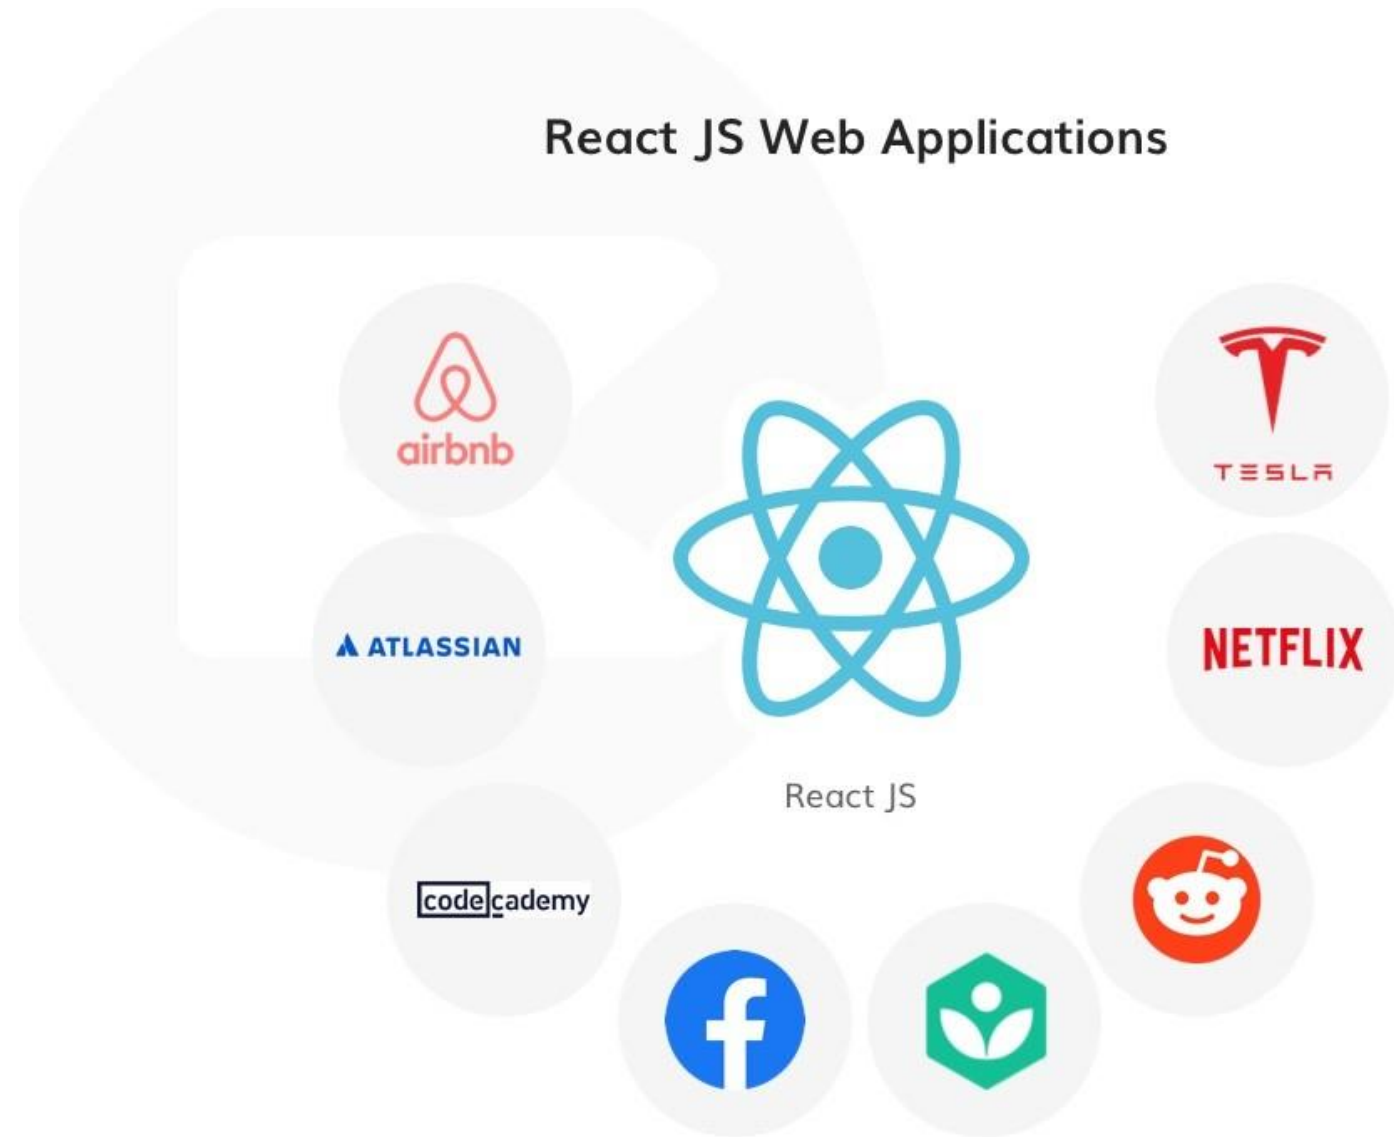 React JS Web Applications
airbnb
TESLA
ATLASSIAN
NETFLIX
React JS
codecademy